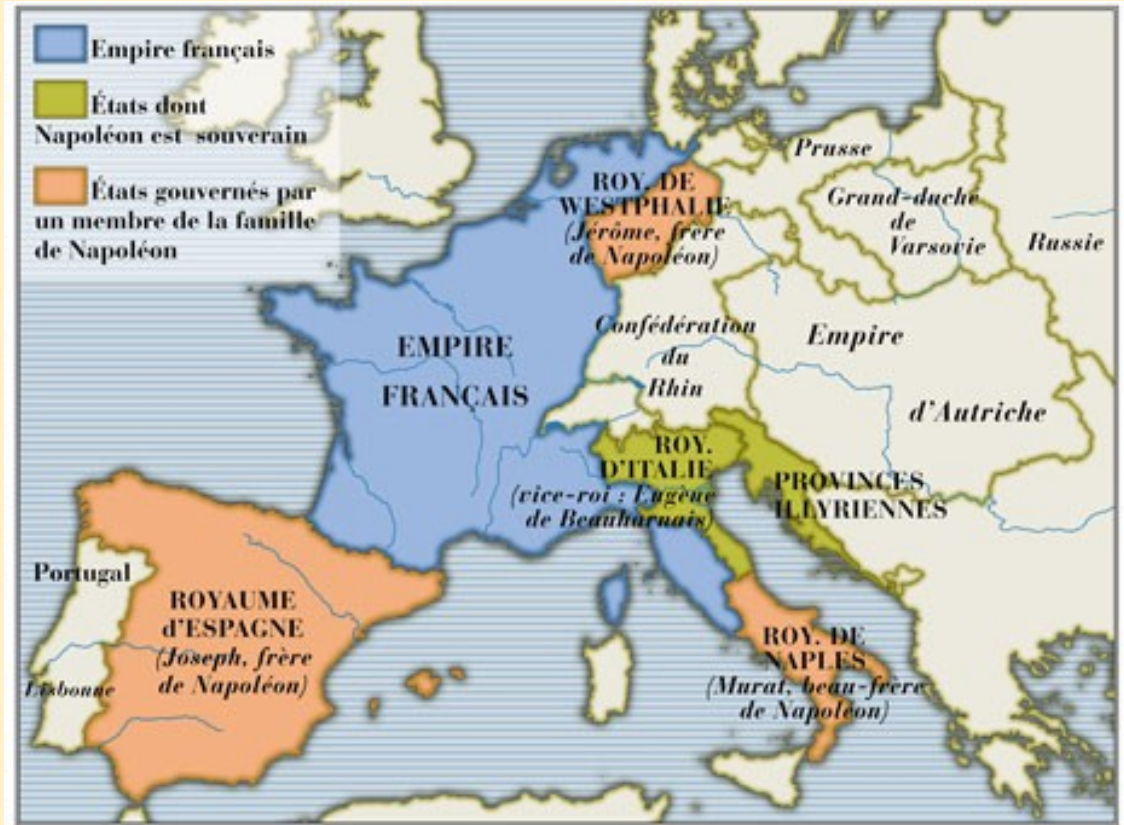 Empire français
États dont
Napoléon est souverain
États gouvernés par
un membre de la famille
de Napoléon
Prusse
ROY. DE
WESTPHALIE
(Jérôme, frère
de Napoléon)
Grand-duché
de
Varsovie
Russie
EMPIRE
FRANÇAIS
Confédération
du
Rhin
Empire
d'Autriche
ROY.
D'ITALIE
(vice-roi : Eugène
de Beauharnais)
PROVINCES
ILLYRIENNES
Portugal
Lisbonne
ROYAUME
d'ESPAGNE
(Joseph, frère
de Napoléon)
ROY. DE
NAPLES
(Murat, beau-frère
de Napoléon)